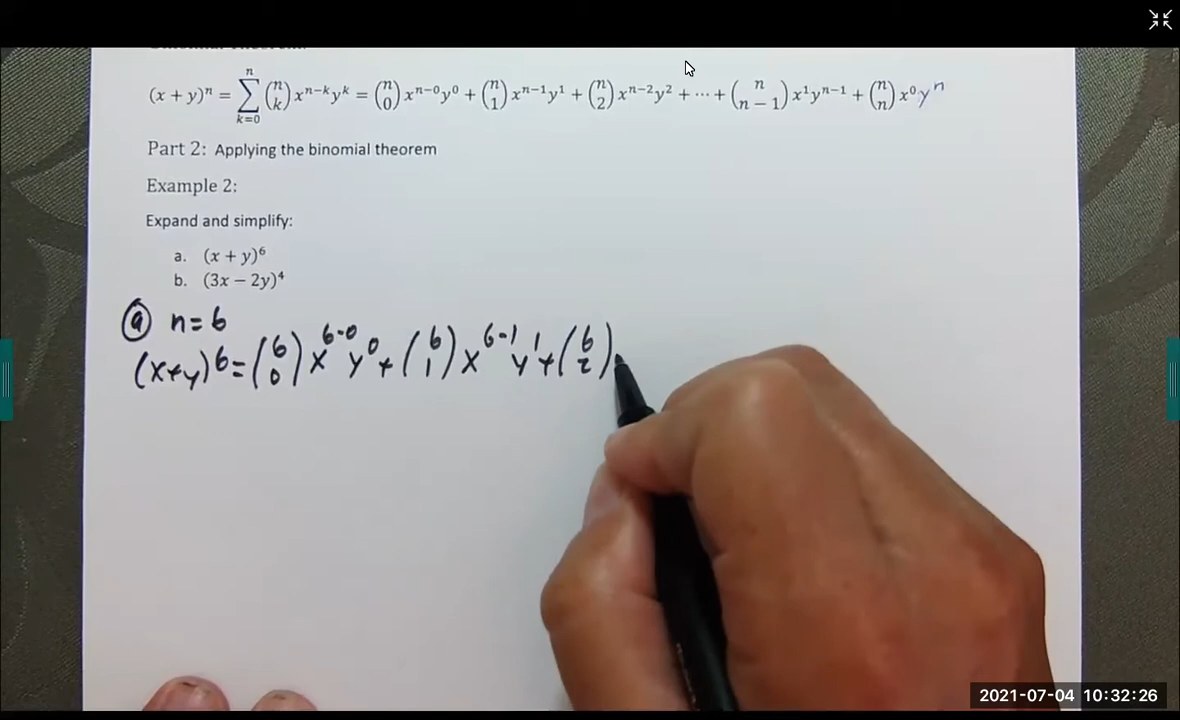 (x + y)ⁿ = ∑ₖ₌₀ⁿ (n k) xⁿ⁻ᵏyᵏ = (n 0) xⁿ⁻⁰y⁰ + (n 1) xⁿ⁻¹y¹ + (n 2) xⁿ⁻²y² + ⋯ + (n n − 1) x¹yⁿ⁻¹ + (n n) x⁰yⁿ
Part 2: Applying the binomial theorem
Example 2:
Expand and simplify:
a. (x + y)⁶
b. (3x − 2y)⁴
ⓐ n = 6
(x+y)⁶ = (6 0) x⁶⁻⁰ y⁰ + (6 1) x⁶⁻¹ y¹ + (6 2)
2021-07-04 10:32:26